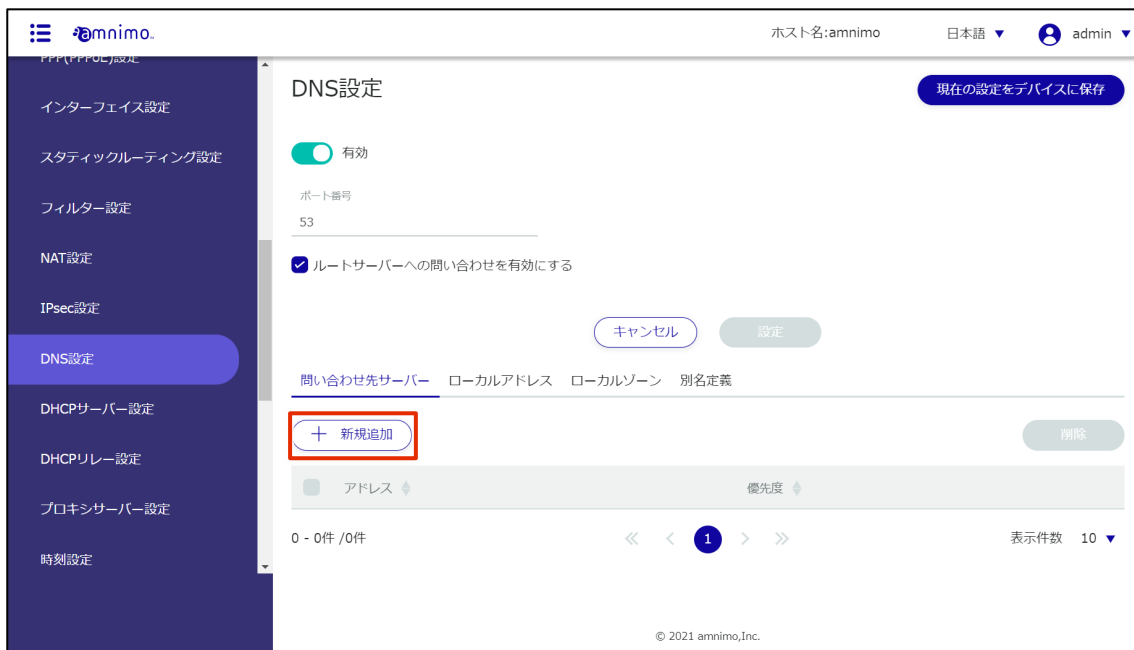 amnimo
ホスト名:amnimo
日本語
admin
PPP(PPPoE)設定
インターフェイス設定
スタティックルーティング設定
フィルター設定
NAT設定
IPsec設定
DNS設定
DHCPサーバー設定
DHCPリレー設定
プロキシサーバー設定
時刻設定
DNS設定
現在の設定をデバイスに保存
有効
ポート番号
53
ルートサーバーへの問い合わせを有効にする
キャンセル
設定
問い合わせ先サーバー ローカルアドレス ローカルゾーン 別名定義
新規追加
削除
アドレス
優先度
0 - 0件 /0件
1
表示件数 10
© 2021 amnimo,Inc.